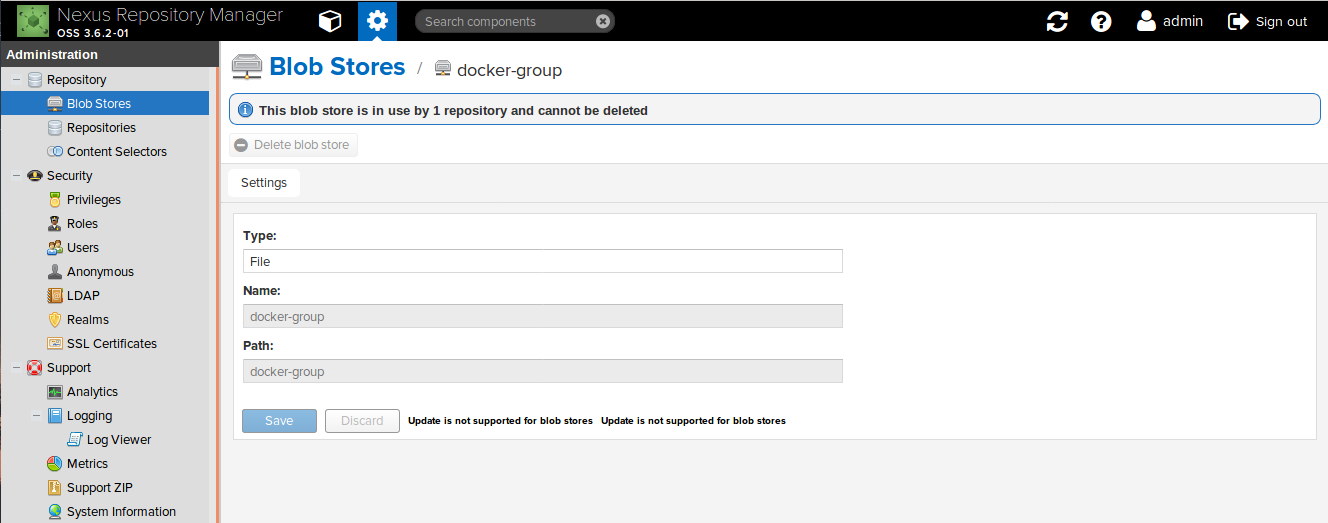 Nexus Repository Manager
OSS 3.6.2-01
Search components
admin
Sign out
Administration
Repository
Blob Stores
Repositories
Content Selectors
Security
Privileges
Roles
Users
Anonymous
LDAP
Realms
SSL Certificates
Support
Analytics
Logging
Log Viewer
Metrics
Support ZIP
System Information
Blob Stores / docker-group
This blob store is in use by 1 repository and cannot be deleted
Delete blob store
Settings
Type:
File
Name:
docker-group
Path:
docker-group
Save Discard Update is not supported for blob stores Update is not supported for blob stores